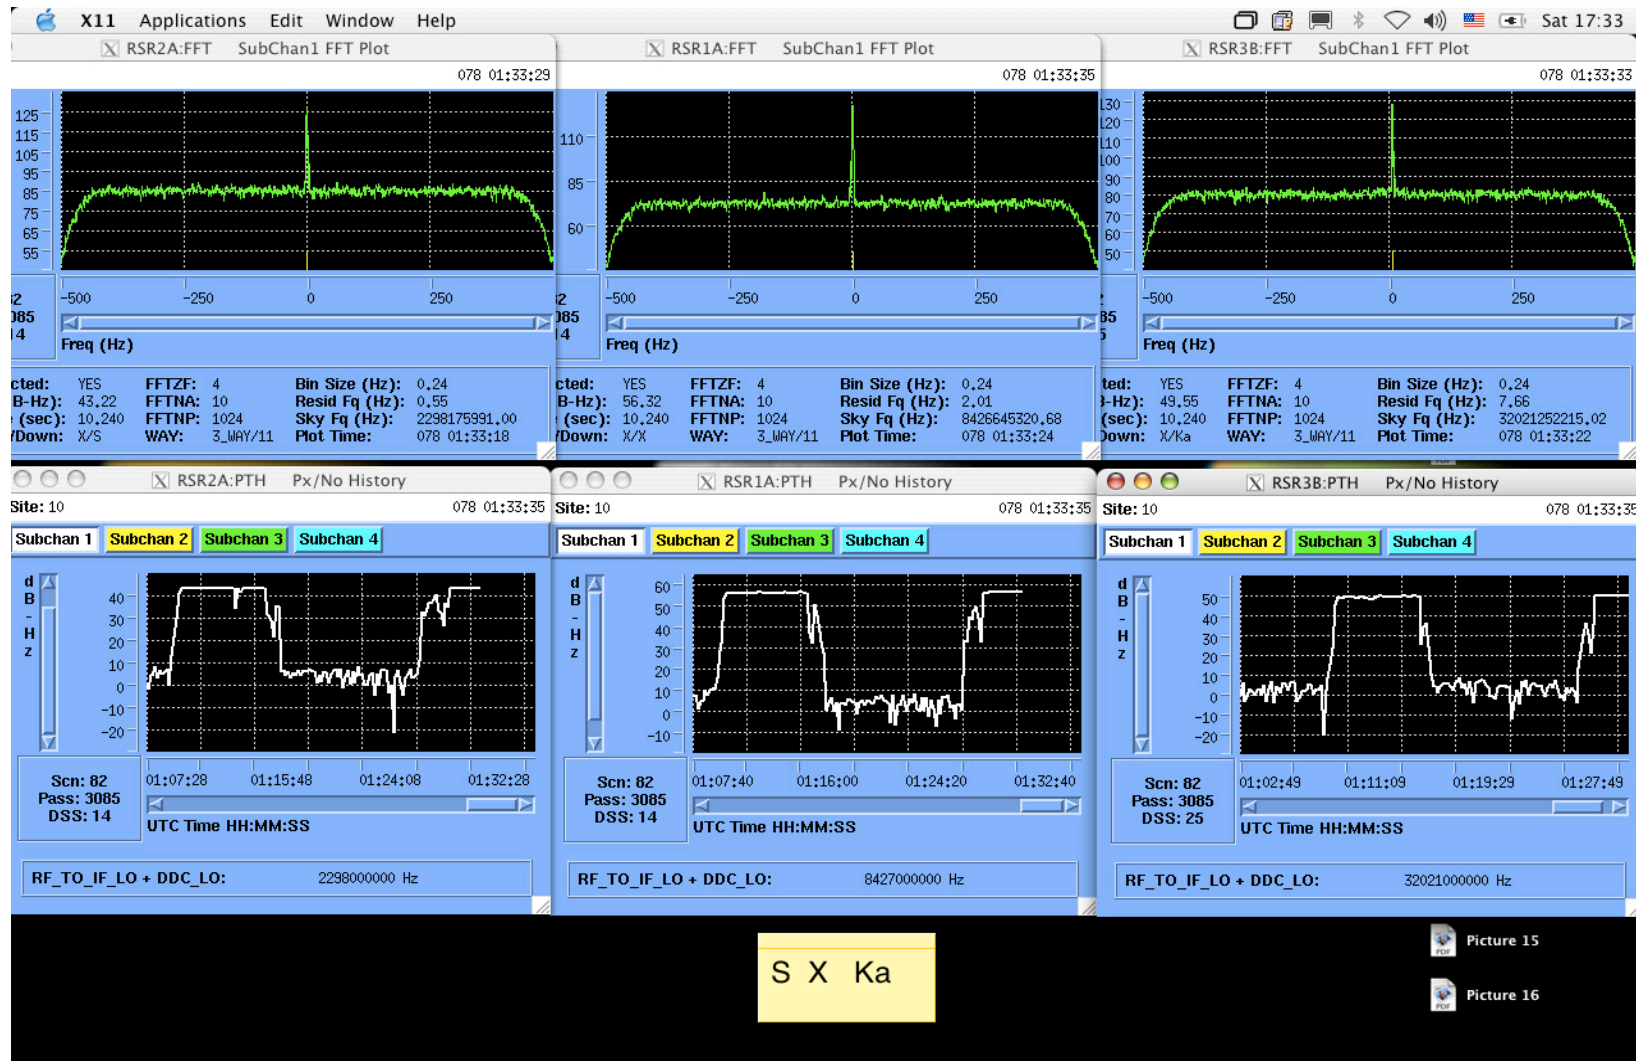 X11 Applications Edit Window Help Sat 17:33
RSR2A:FFT SubChan1 FFT Plot
078 01:33:29
125
115
105
95
85
75
65
55
-500 -250 0 250
82
085
14
Freq (Hz)
cted: YES FFTZF: 4 Bin Size (Hz): 0.24
B-Hz): 43.22 FFTNA: 10 Resid Fq (Hz): 0.55
(sec): 10.240 FFTNP: 1024 Sky Fq (Hz): 2298175991.00
/Down: X/S WAY: 3_WAY/11 Plot Time: 078 01:33:18
RSR1A:FFT SubChan1 FFT Plot
078 01:33:35
110
85
60
-500 -250 0 250
82
085
14
Freq (Hz)
cted: YES FFTZF: 4 Bin Size (Hz): 0.24
B-Hz): 56.32 FFTNA: 10 Resid Fq (Hz): 2.01
(sec): 10.240 FFTNP: 1024 Sky Fq (Hz): 8426645320.68
/Down: X/X WAY: 3_WAY/11 Plot Time: 078 01:33:24
RSR3B:FFT SubChan1 FFT Plot
078 01:33:33
130
120
110
100
90
80
70
60
50
-500 -250 0 250
85
Freq (Hz)
ted: YES FFTZF: 4 Bin Size (Hz): 0.24
-Hz): 49.55 FFTNA: 10 Resid Fq (Hz): 7.66
(sec): 10.240 FFTNP: 1024 Sky Fq (Hz): 32021252215.02
Down: X/Ka WAY: 3_WAY/11 Plot Time: 078 01:33:22
RSR2A:PTH Px/No History
Site: 10 078 01:33:35
Subchan 1 Subchan 2 Subchan 3 Subchan 4
dB-Hz
40
30
20
10
0
-10
-20
01:07:28 01:15:48 01:24:08 01:32:28
Scn: 82
Pass: 3085
DSS: 14
UTC Time HH:MM:SS
RF_TO_IF_LO + DDC_LO: 2298000000 Hz
RSR1A:PTH Px/No History
Site: 10 078 01:33:35
Subchan 1 Subchan 2 Subchan 3 Subchan 4
dB-Hz
60
50
40
30
20
10
0
-10
01:07:40 01:16:00 01:24:20 01:32:40
Scn: 82
Pass: 3085
DSS: 14
UTC Time HH:MM:SS
RF_TO_IF_LO + DDC_LO: 8427000000 Hz
RSR3B:PTH Px/No History
Site: 10 078 01:33:35
Subchan 1 Subchan 2 Subchan 3 Subchan 4
dB-Hz
50
40
30
20
10
0
-10
-20
01:02:49 01:11:09 01:19:29 01:27:49
Scn: 82
Pass: 3085
DSS: 25
UTC Time HH:MM:SS
RF_TO_IF_LO + DDC_LO: 32021000000 Hz
S X Ka
Picture 15
Picture 16